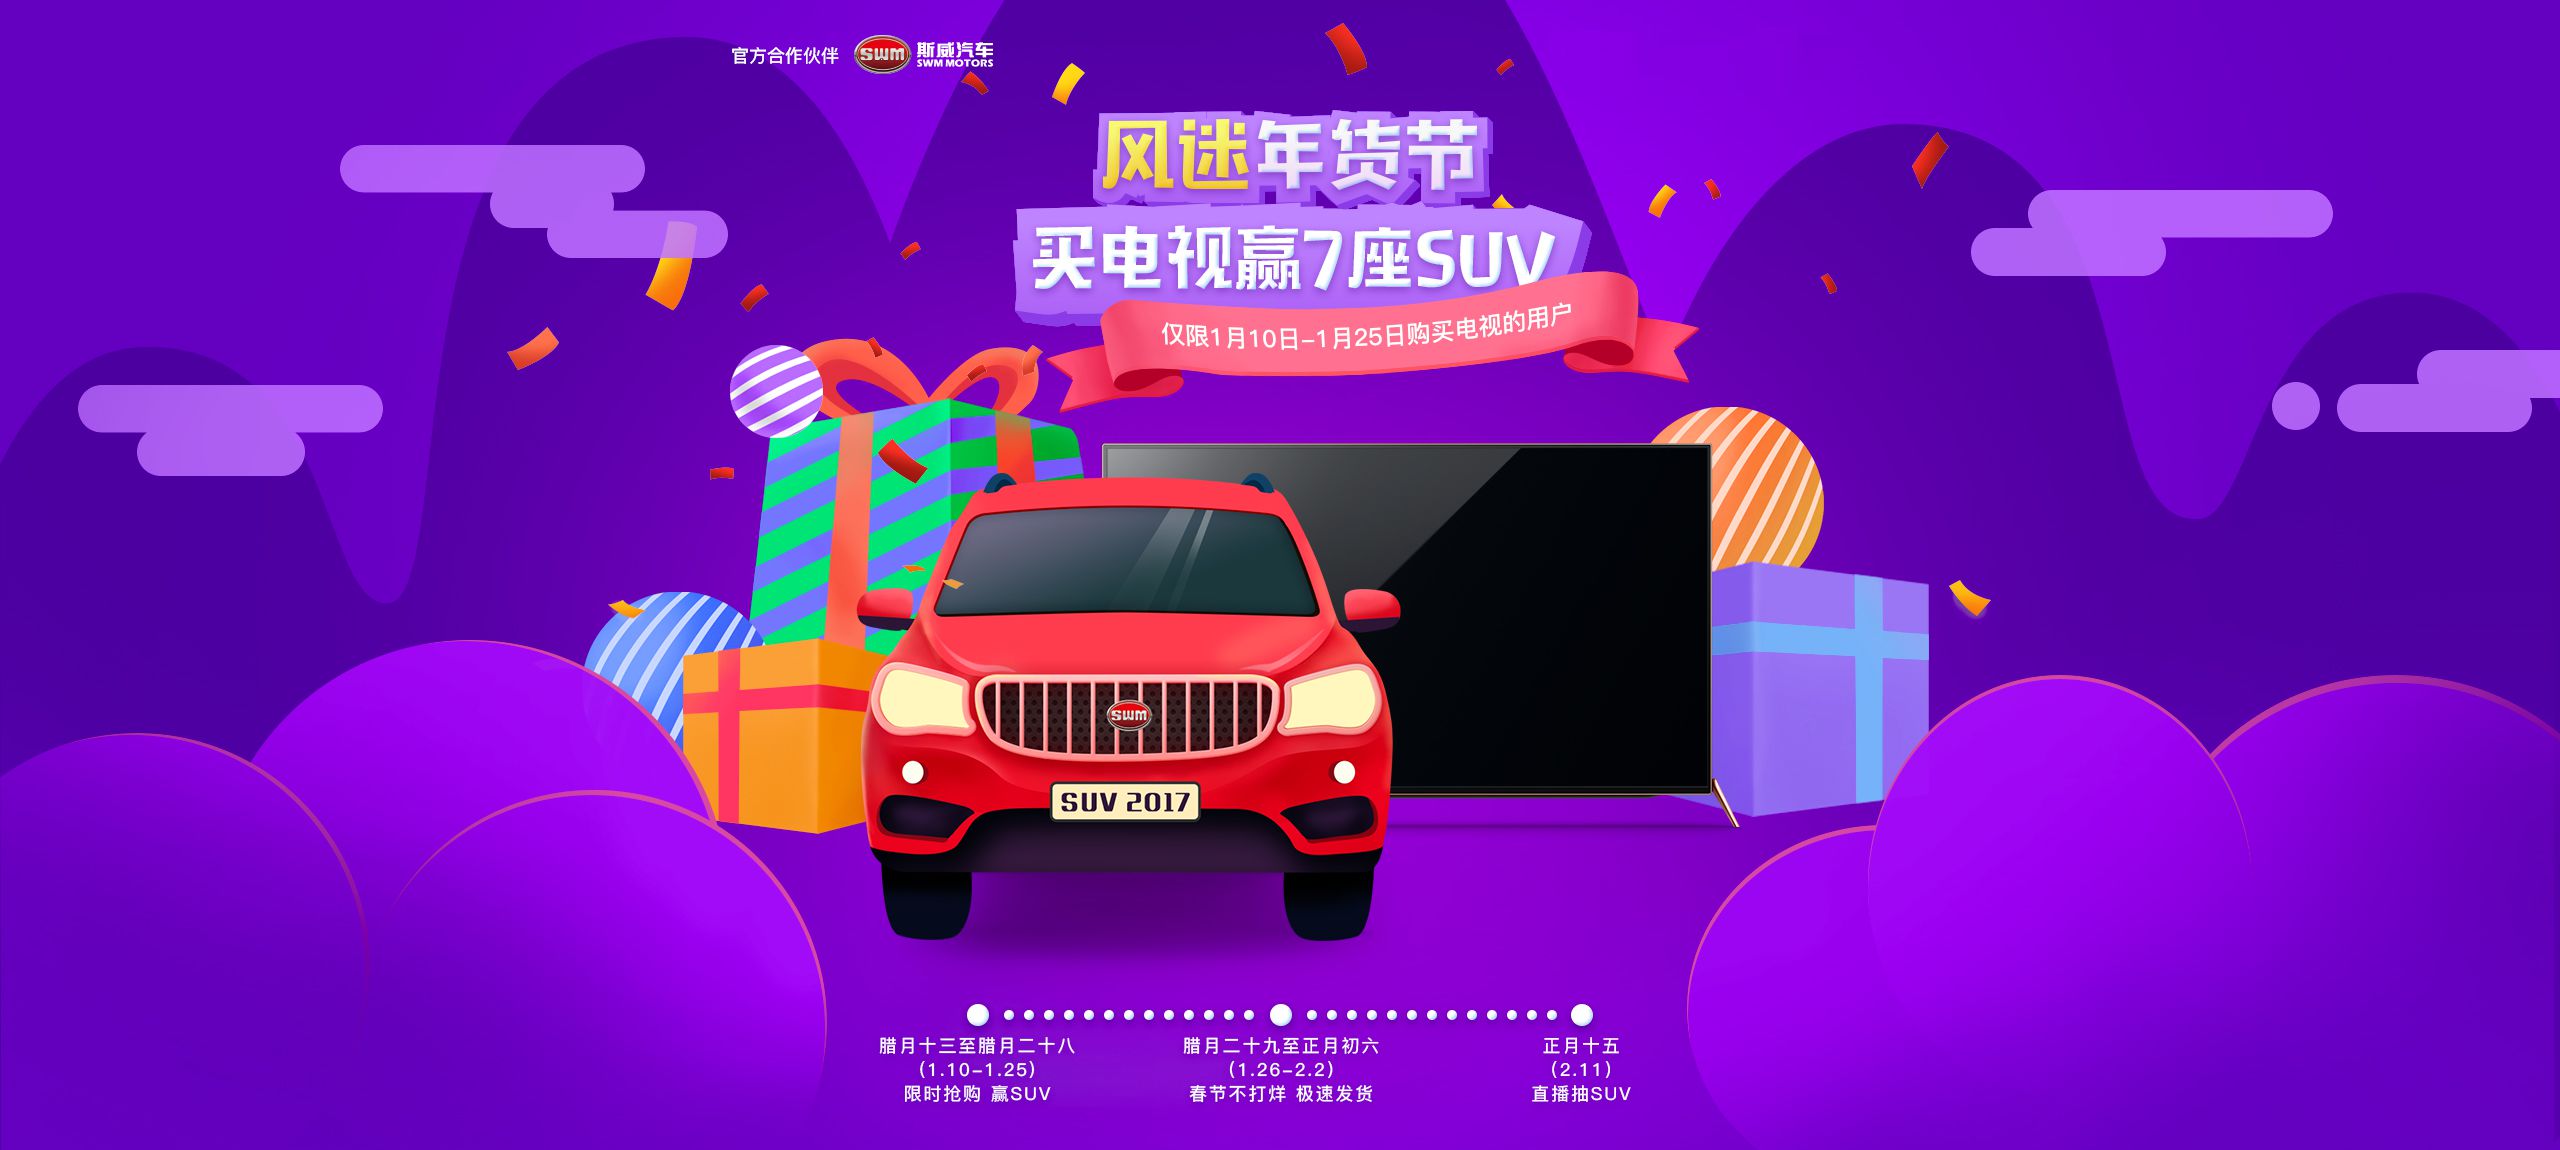 官方合作伙伴 SWM 斯威汽车
SWM MOTORS
风迷年货节
买电视赢7座SUV
仅限1月10日-1月25日购买电视的用户
SWM
SUV 2017
腊月十三至腊月二十八
(1.10-1.25)
限时抢购 赢SUV
腊月二十九至正月初六
(1.26-2.2)
春节不打烊 极速发货
正月十五
(2.11)
直播抽SUV